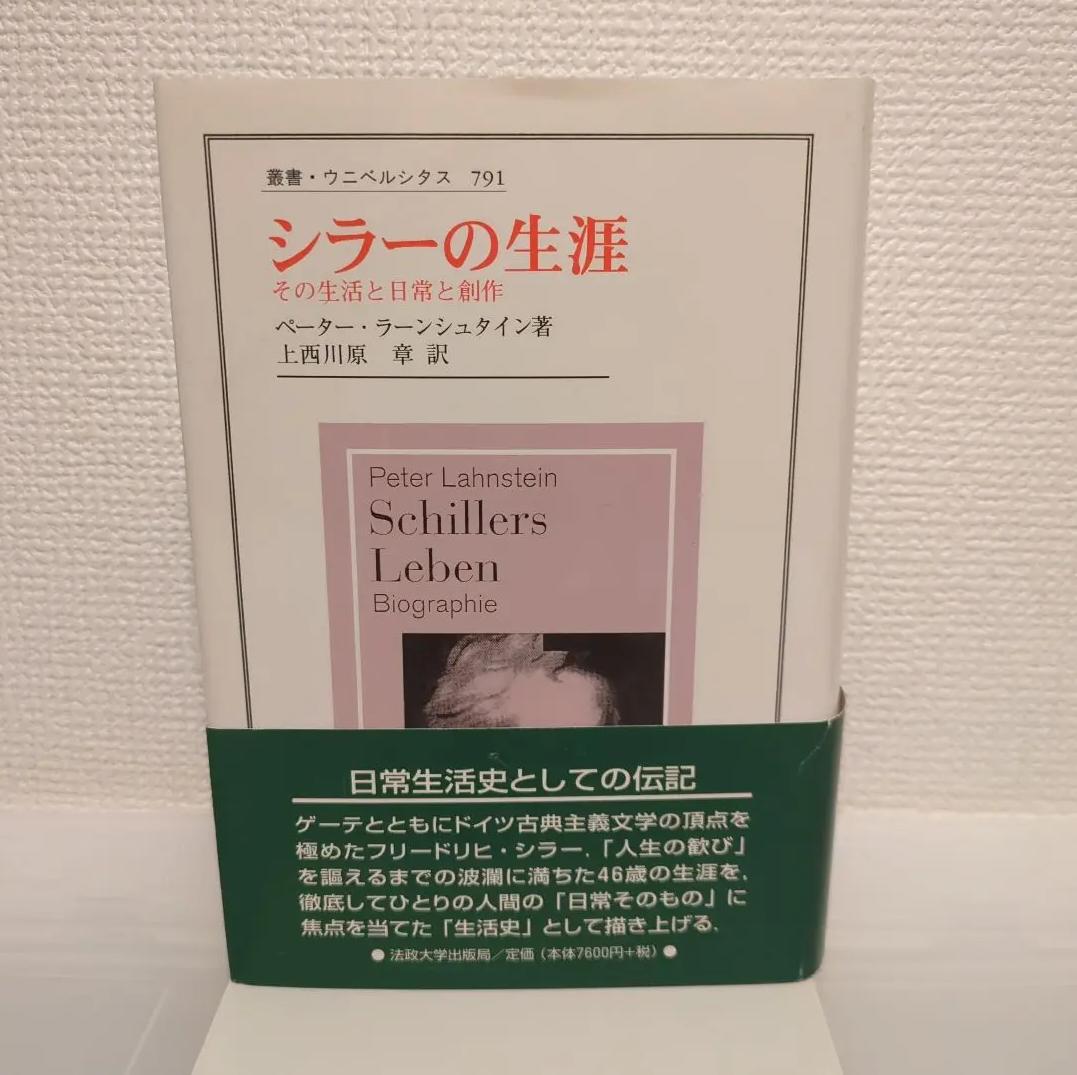 叢書・ウニベルシタス 791
シラーの生涯
その生活と日常と創作
ペーター・ラーンシュタイン著
上西川原 章 訳
Peter Lahnstein
Schillers
Leben
Biographie
日常生活史としての伝記
ゲーテとともにドイツ古典主義文学の頂点を
極めたフリードリヒ・シラー.「人生の歓び」
を謳えるまでの波瀾に満ちた46歳の生涯を,
徹底してひとりの人間の「日常そのもの」に
焦点を当てた「生活史」として描き上げる.
●法政大学出版局/定価(本体7600円+税)●